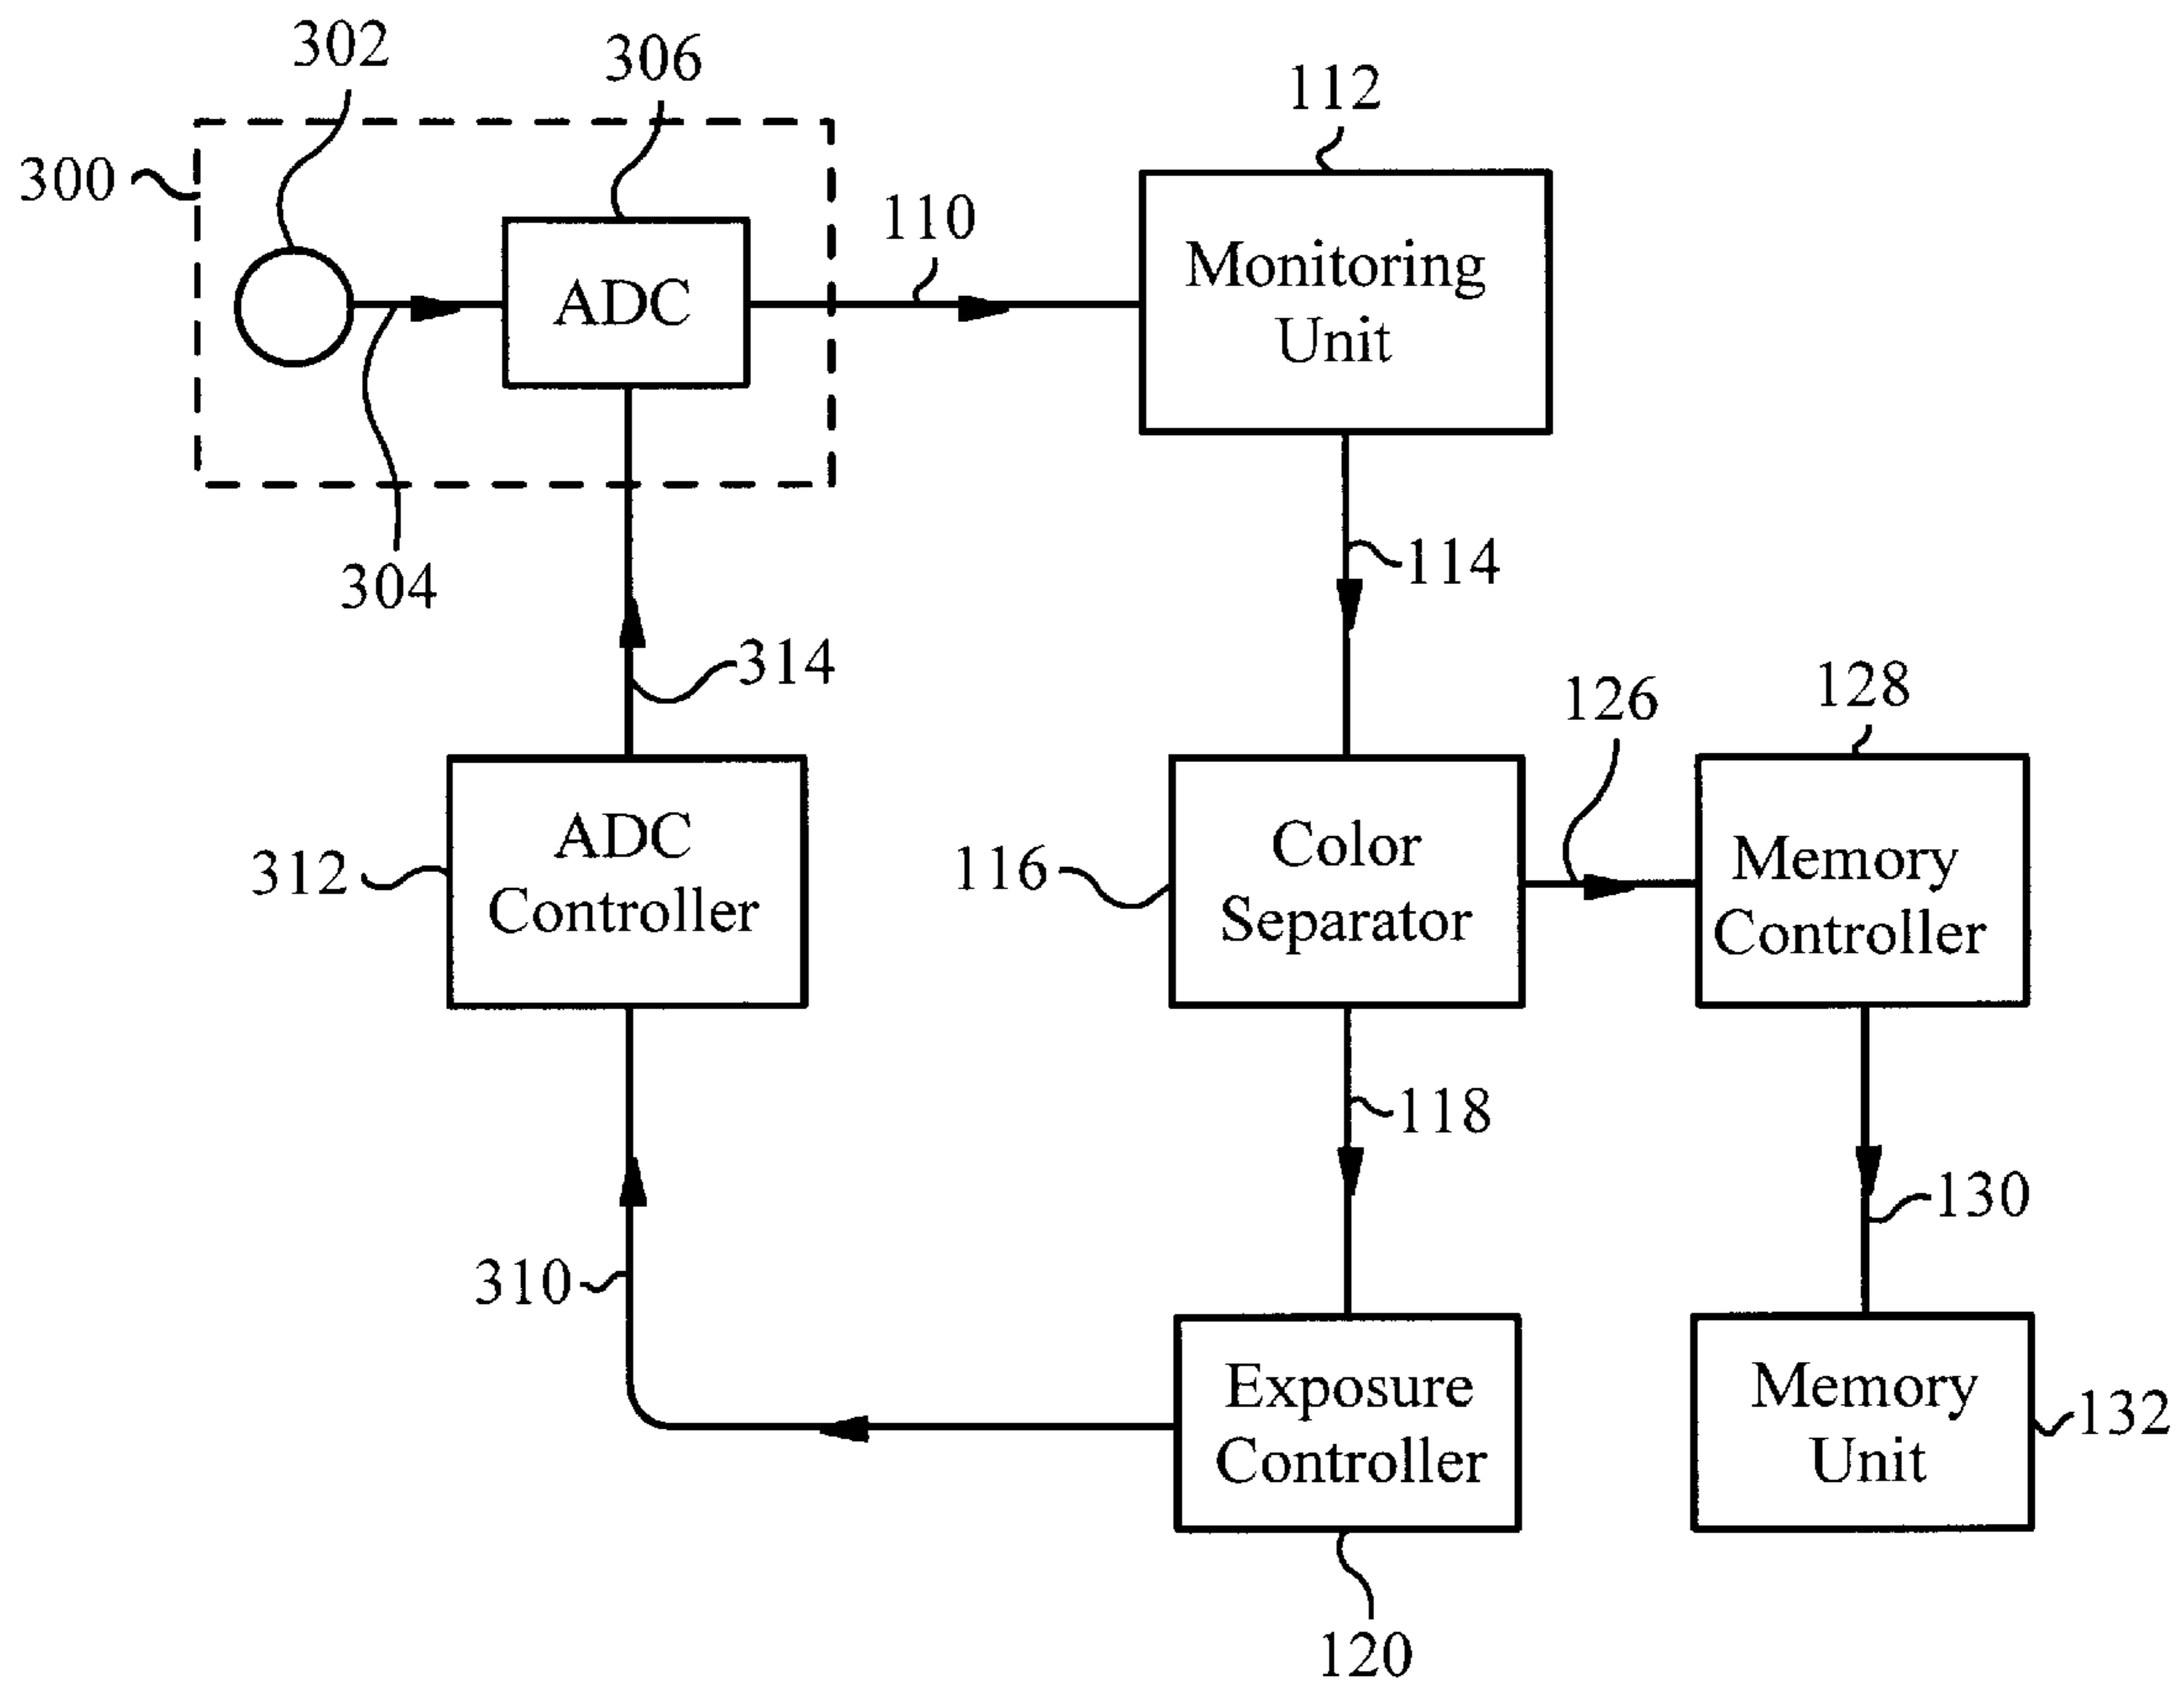 302
306
112
300
110
ADC
Monitoring
Unit
304
114
314
126
128
ADC
Controller
312
116
Color
Separator
Memory
Controller
118
130
310
Exposure
Controller
Memory
Unit
132
120